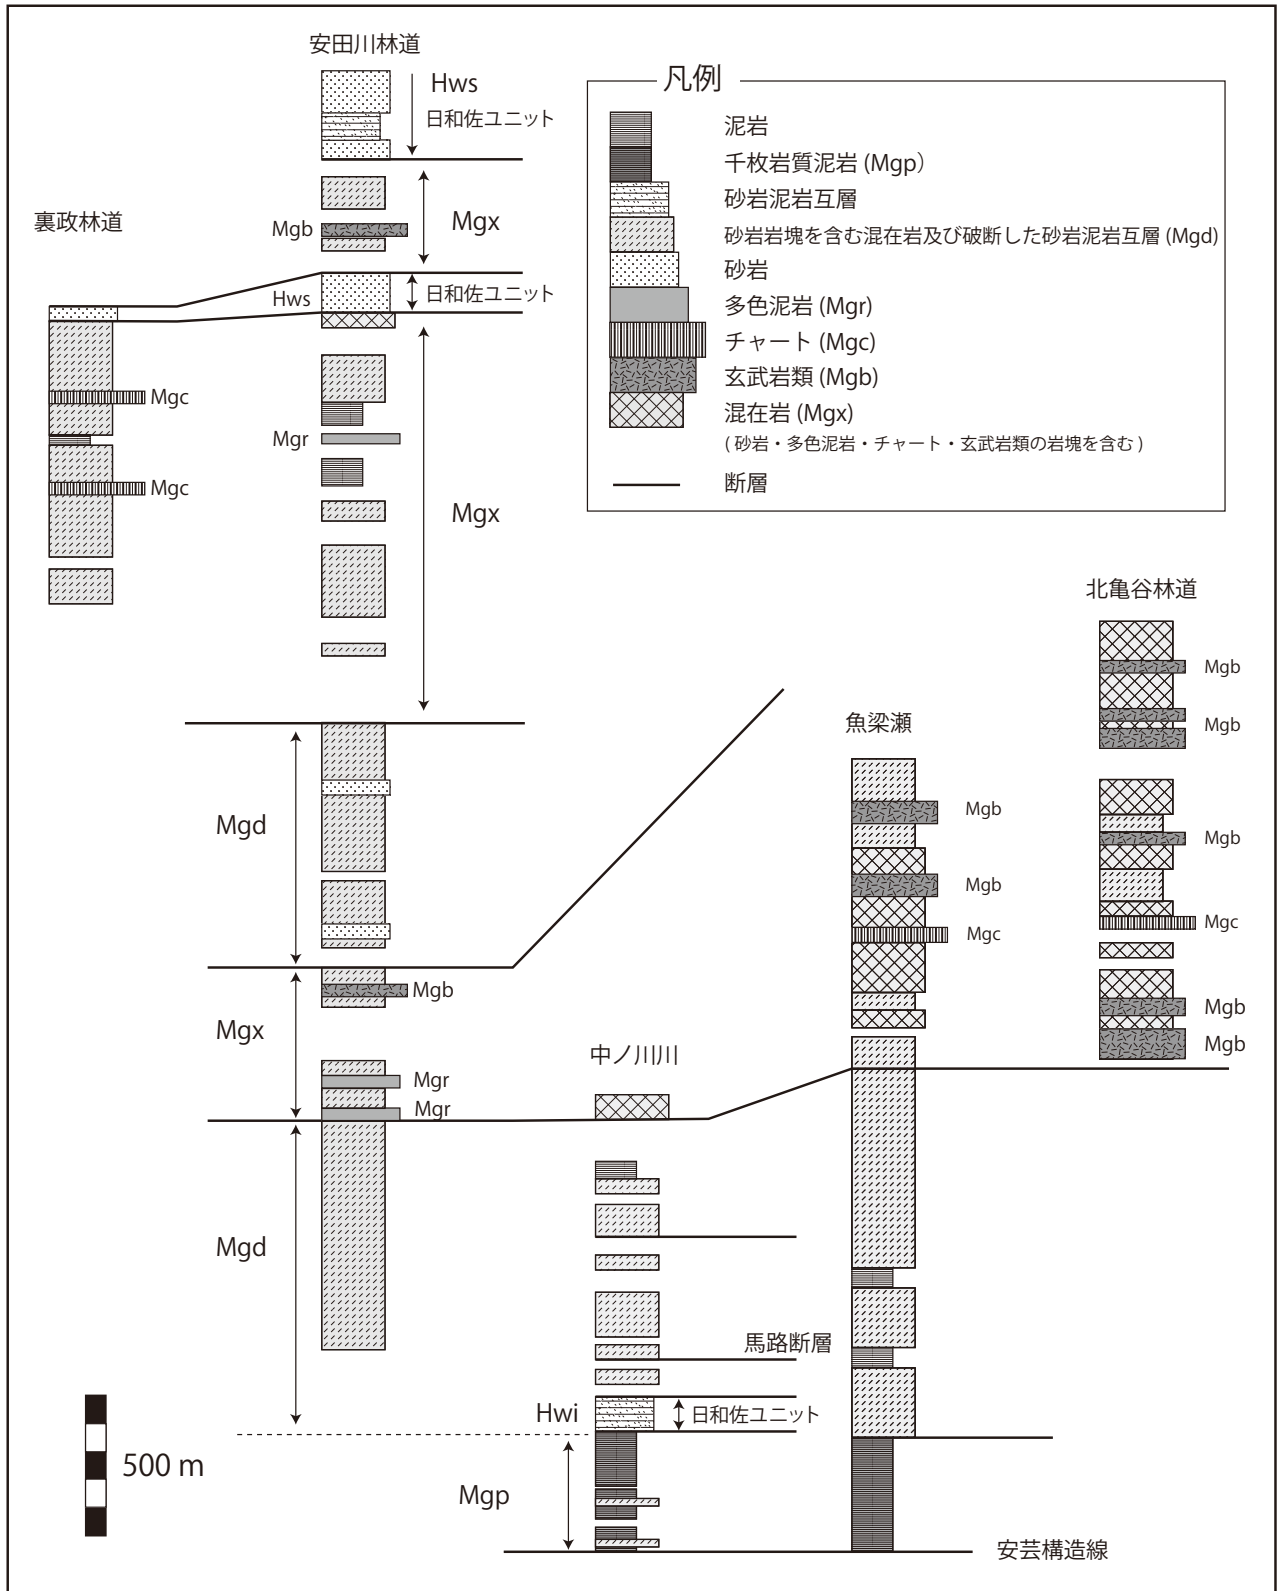 安田川林道
Hws
日和佐ユニット
Mgx
Mgb
裏政林道
Hws
日和佐ユニット
Mgc
Mgr
Mgc
Mgx
凡例
泥岩
千枚岩質泥岩 (Mgp)
砂岩泥岩互層
砂岩岩塊を含む混在岩及び破断した砂岩泥岩互層 (Mgd)
砂岩
多色泥岩 (Mgr)
チャート (Mgc)
玄武岩類 (Mgb)
混在岩 (Mgx)
( 砂岩・多色泥岩・チャート・玄武岩類の岩塊を含む )
断層
北亀谷林道
Mgb
Mgb
Mgb
Mgc
Mgb
Mgb
魚梁瀬
Mgb
Mgb
Mgc
Mgd
Mgb
Mgx
Mgr
Mgr
中ノ川川
Mgd
馬路断層
Hwi
日和佐ユニット
Mgp
500 m
安芸構造線